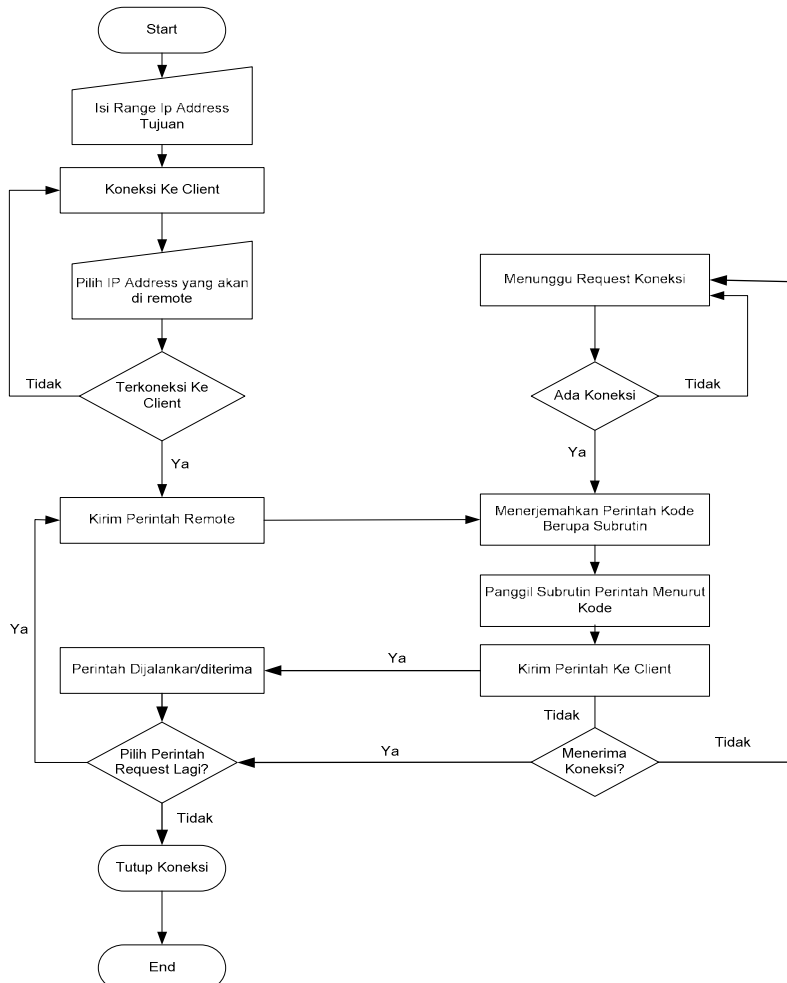 Start
Isi Range Ip Address
Tujuan
Koneksi Ke Client
Pilih IP Address yang akan
di remote
Tidak
Terkoneksi Ke
Client
Ya
Kirim Perintah Remote
Ya
Perintah Dijalankan/diterima
Pilih Perintah
Request Lagi?
Tidak
Tutup Koneksi
End
Menunggu Request Koneksi
Ada Koneksi
Tidak
Ya
Menerjemahkan Perintah Kode
Berupa Subrutin
Panggil Subrutin Perintah Menurut
Kode
Kirim Perintah Ke Client
Ya
Tidak
Menerima
Koneksi?
Ya
Tidak